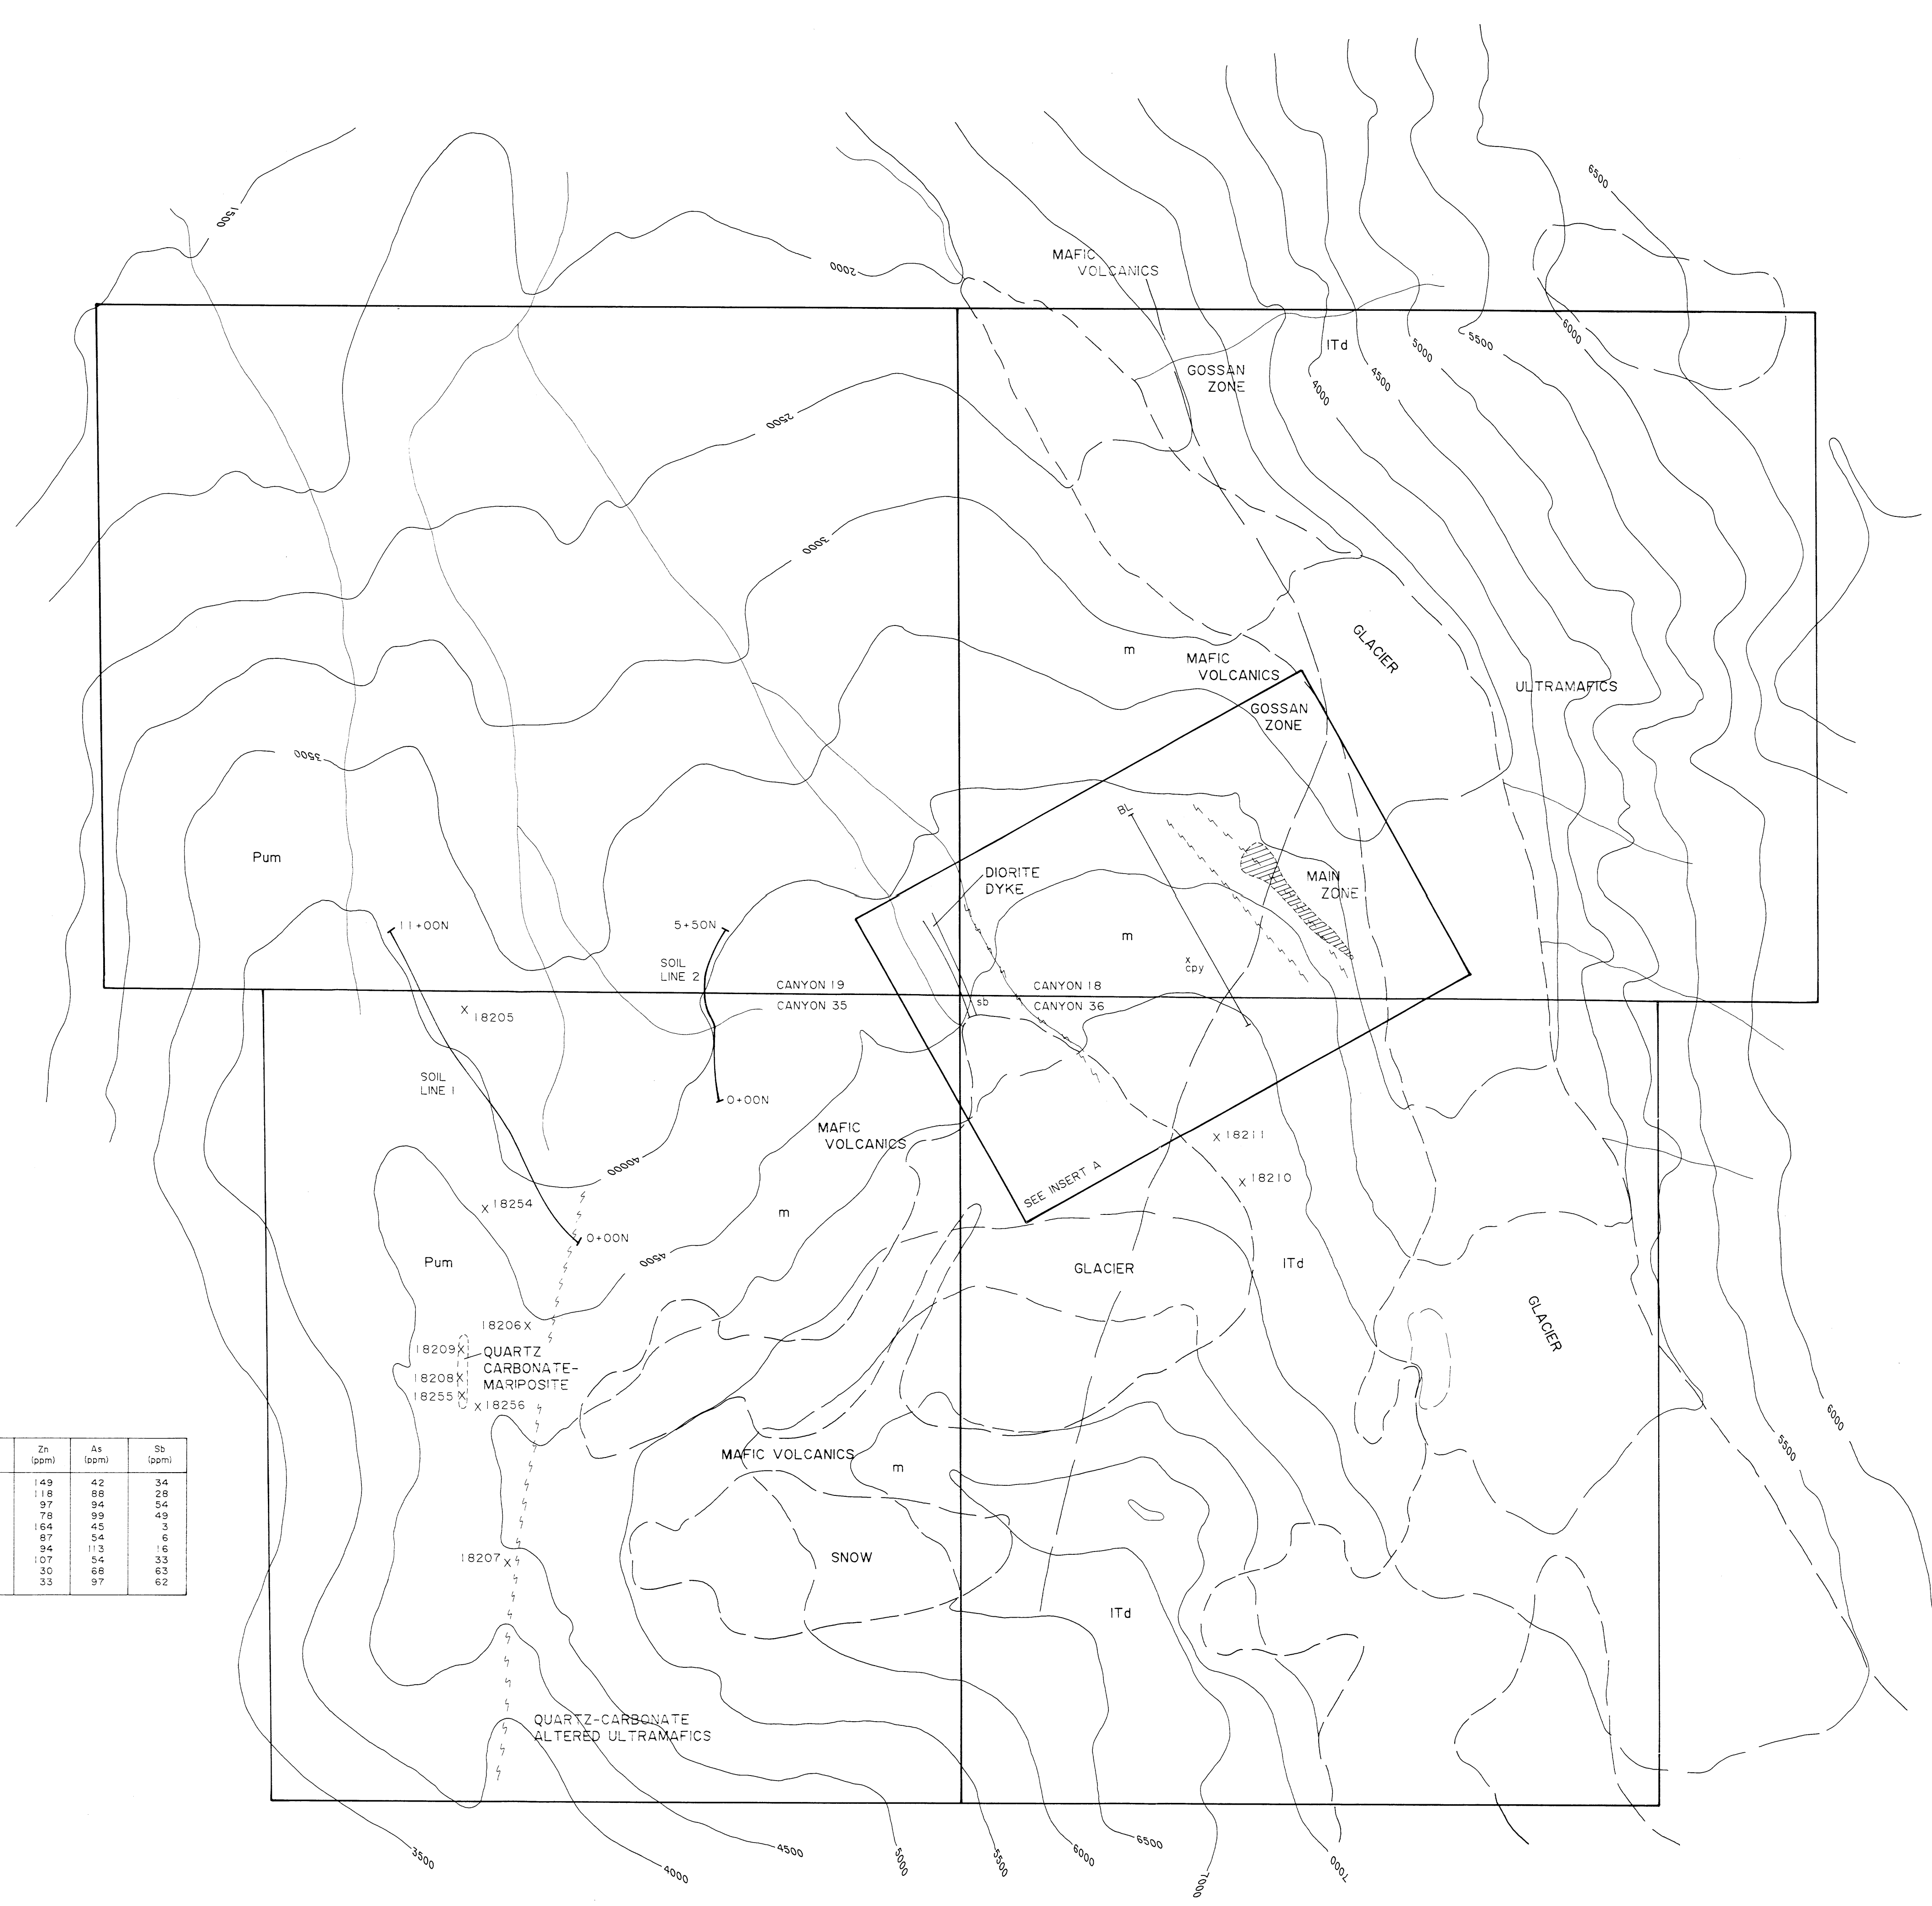 6500
1500
MAFIC
VOLCANICS
2000
6000
ITd
5500
5000
4500
4000
GOSSAN
ZONE
2500
3000
GLACIER
m
MAFIC
VOLCANICS
ULTRAMAFICS
GOSSAN
ZONE
3500
BL
Pum
DIORITE
DYKE
MAIN
ZONE
11+00N
5+50N
m
SOIL
LINE 2
x
cpy
CANYON 19
CANYON 18
sb
CANYON 35
CANYON 36
X 18205
SOIL
LINE 1
0+00N
MAFIC
VOLCANICS
X 18211
40000
SEE INSERT A
X 18210
X 18254
m
0+00N
4500
Pum
GLACIER
ITd
GLACIER
18206 X
18209 X
QUARTZ
CARBONATE-
MARIPOSITE
18208 X
18255 X
X 18256
6000
5500
MAFIC VOLCANICS
m
Zn (ppm) As (ppm) Sb (ppm)
149 42 34
118 88 28
97 94 54
78 99 49
164 45 3
87 54 6
94 113 16
107 54 33
30 68 63
33 97 62
18207 X
SNOW
ITd
QUARTZ-CARBONATE
ALTERED ULTRAMAFICS
3500
4000
4500
5000
5500
6000
6500
7000
7000